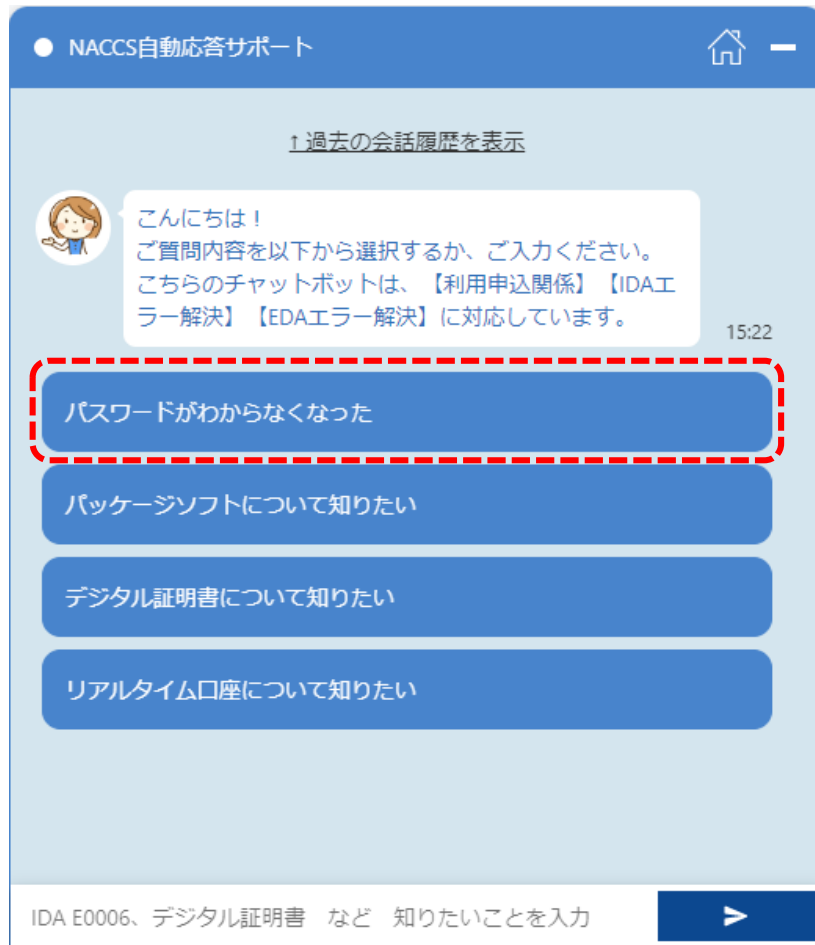 NACCS自動応答サポート
↑過去の会話履歴を表示
こんにちは！
ご質問内容を以下から選択するか、ご入力ください。
こちらのチャットボットは、【利用申込関係】【IDAエ
ラー解決】【EDAエラー解決】に対応しています。
15:22
パスワードがわからなくなった
パッケージソフトについて知りたい
デジタル証明書について知りたい
リアルタイム口座について知りたい
IDA E0006、デジタル証明書　など　知りたいことを入力